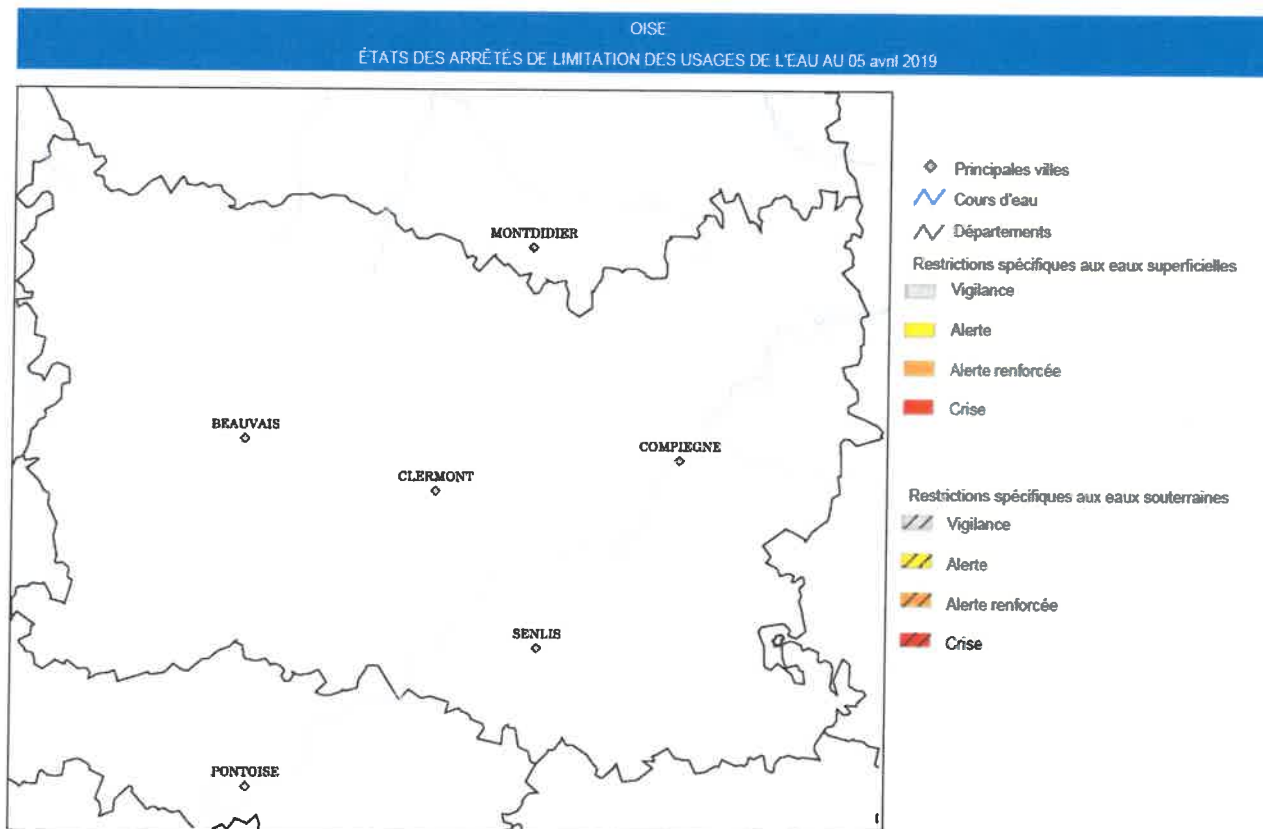 OISE
ÉTATS DES ARRÊTÉS DE LIMITATION DES USAGES DE L'EAU AU 05 avril 2019
Principales villes
Cours d'eau
Départements
Restrictions spécifiques aux eaux superficielles
Vigilance
Alerte
Alerte renforcée
Crise
Restrictions spécifiques aux eaux souterraines
Vigilance
Alerte
Alerte renforcée
Crise
MONTDIDIER
BEAUVAIS
COMPIEGNE
CLERMONT
SENLIS
PONTOISE